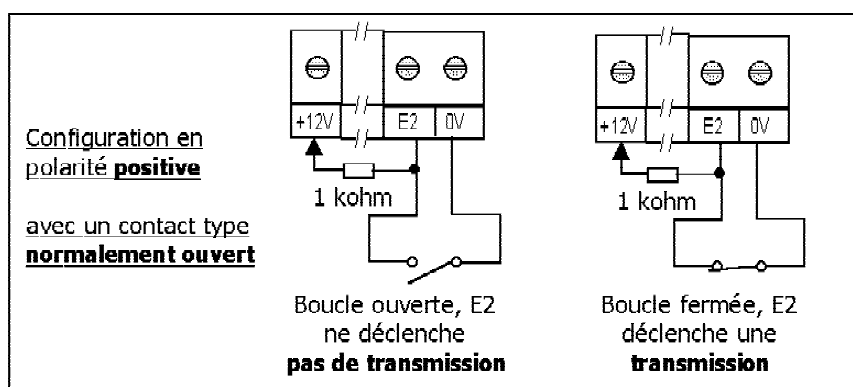 Configuration en
polarité positive
avec un contact type
normalement ouvert
+12V E2 0V
1 kohm
Boucle ouverte, E2
ne déclenche
pas de transmission
+12V E2 0V
1 kohm
Boucle fermée, E2
déclenche une
transmission